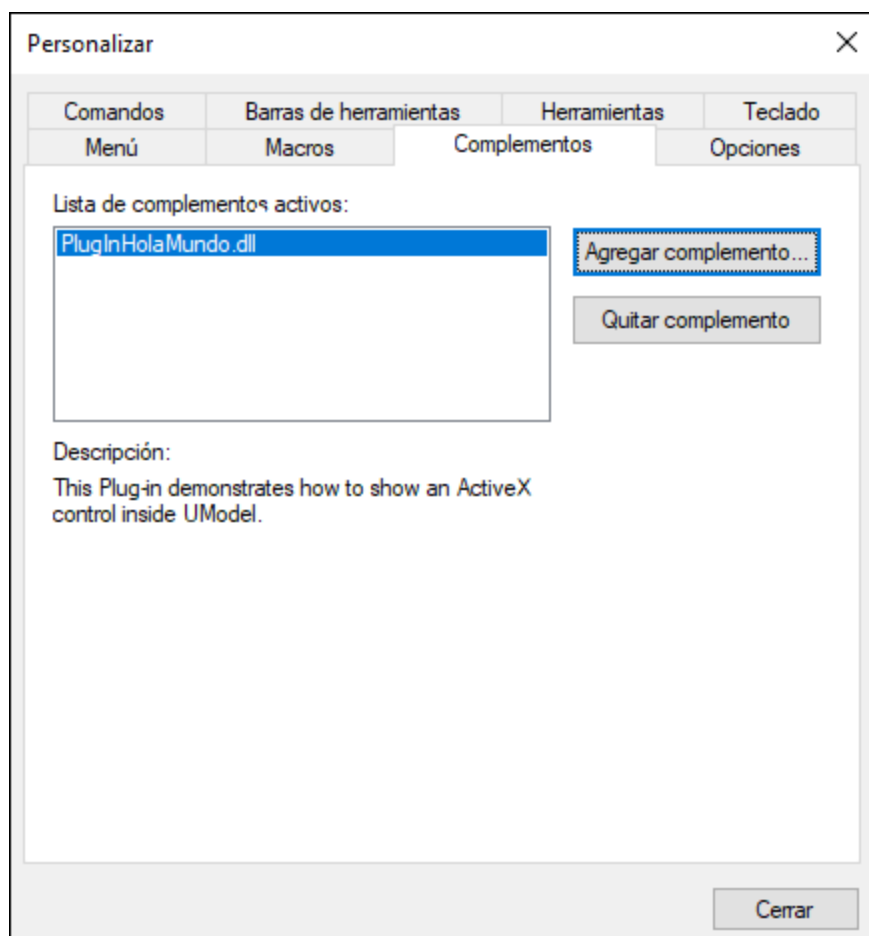 Personalizar
Comandos
Barras de herramientas
Herramientas
Teclado
Menú
Macros
Complementos
Opciones
Lista de complementos activos:
PlugInHolaMundo.dll
Agregar complemento...
Quitar complemento
Descripción:
This Plug-in demonstrates how to show an ActiveX
control inside UModel.
Cerrar